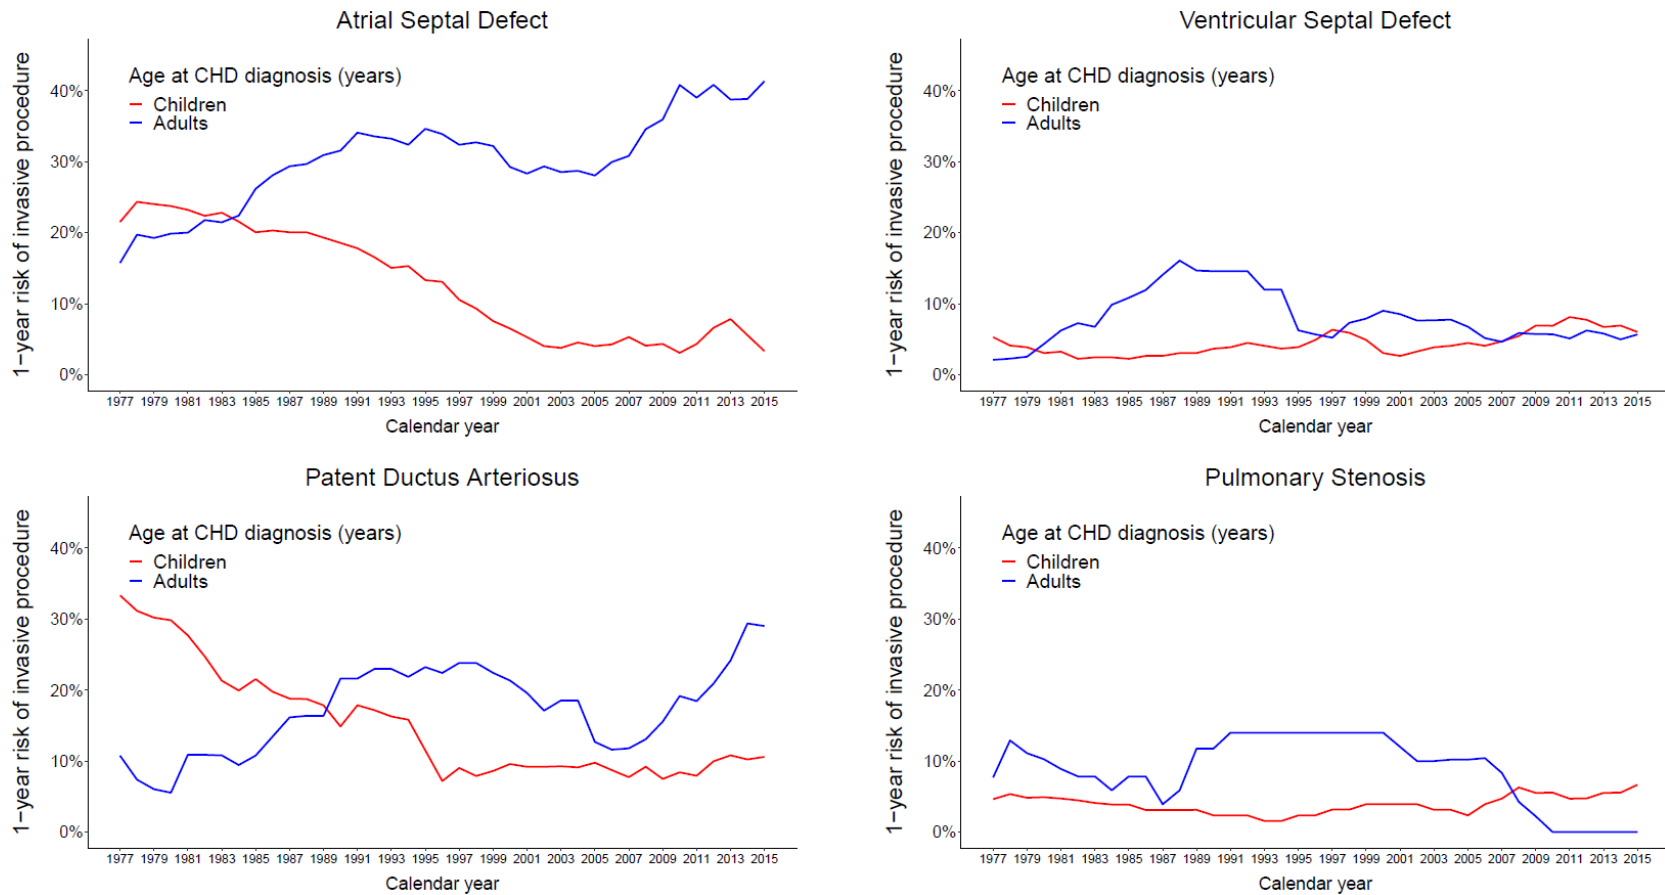 Atrial Septal Defect
1−year risk of invasive procedure
Age at CHD diagnosis (years)
Children
Adults
40%
30%
20%
10%
0%
1977 1979 1981 1983 1985 1987 1989 1991 1993 1995 1997 1999 2001 2003 2005 2007 2009 2011 2013 2015
Calendar year
Ventricular Septal Defect
1−year risk of invasive procedure
Age at CHD diagnosis (years)
Children
Adults
40%
30%
20%
10%
0%
1977 1979 1981 1983 1985 1987 1989 1991 1993 1995 1997 1999 2001 2003 2005 2007 2009 2011 2013 2015
Calendar year
Patent Ductus Arteriosus
1−year risk of invasive procedure
Age at CHD diagnosis (years)
Children
Adults
40%
30%
20%
10%
0%
1977 1979 1981 1983 1985 1987 1989 1991 1993 1995 1997 1999 2001 2003 2005 2007 2009 2011 2013 2015
Calendar year
Pulmonary Stenosis
1−year risk of invasive procedure
Age at CHD diagnosis (years)
Children
Adults
40%
30%
20%
10%
0%
1977 1979 1981 1983 1985 1987 1989 1991 1993 1995 1997 1999 2001 2003 2005 2007 2009 2011 2013 2015
Calendar year